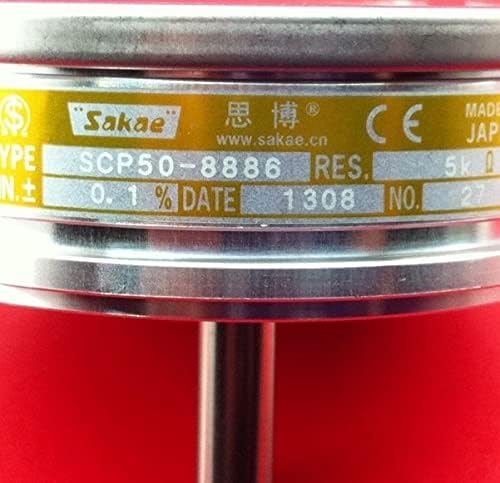 "Sakae" 思博® CE MADE
www.sakae.cn JAP
YPE SCP50-8886 RES. 5k Ω
N.± 0.1 % DATE 1308 NO. 27